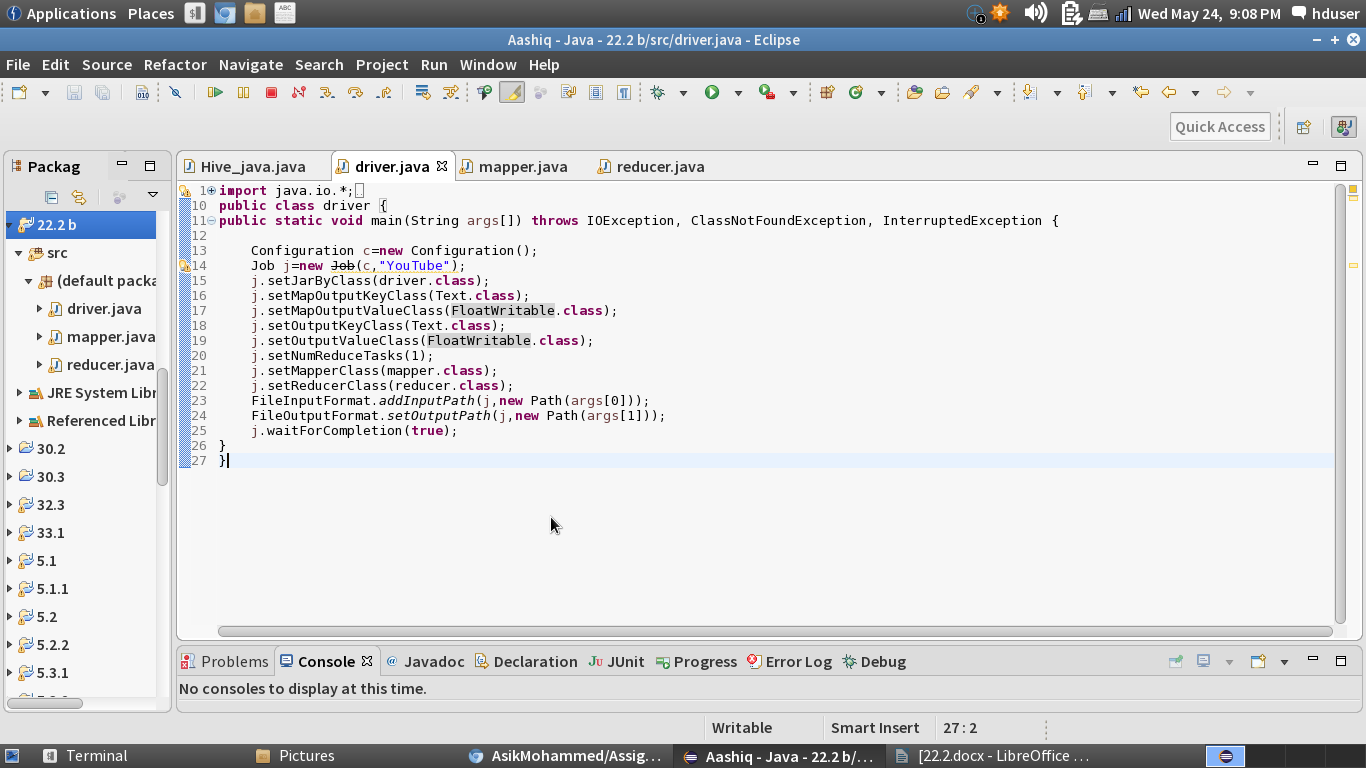 Applications Places ABC 1 Wed May 24, 9:08 PM hduser
Aashiq - Java - 22.2 b/src/driver.java - Eclipse
File Edit Source Refactor Navigate Search Project Run Window Help
010
Quick Access
Packag
22.2 b
src
(default packa
driver.java
mapper.java
reducer.java
JRE System Libr
Referenced Libr
30.2
30.3
32.3
33.1
5.1
5.1.1
5.2
5.2.2
5.3.1
Hive_java.java driver.java mapper.java reducer.java
1 import java.io.*;
10 public class driver {
11 public static void main(String args[]) throws IOException, ClassNotFoundException, InterruptedException {
12
13 Configuration c=new Configuration();
14 Job j=new Job(c,"YouTube");
15 j.setJarByClass(driver.class);
16 j.setMapOutputKeyClass(Text.class);
17 j.setMapOutputValueClass(FloatWritable.class);
18 j.setOutputKeyClass(Text.class);
19 j.setOutputValueClass(FloatWritable.class);
20 j.setNumReduceTasks(1);
21 j.setMapperClass(mapper.class);
22 j.setReducerClass(reducer.class);
23 FileInputFormat.addInputPath(j,new Path(args[0]));
24 FileOutputFormat.setOutputPath(j,new Path(args[1]));
25 j.waitForCompletion(true);
26 }
27 }
Problems Console @ Javadoc Declaration Ju JUnit Progress Error Log Debug
No consoles to display at this time.
Writable Smart Insert 27 : 2
Terminal Pictures AsikMohammed/Assig... Aashiq - Java - 22.2 b/... [22.2.docx - LibreOffice ...